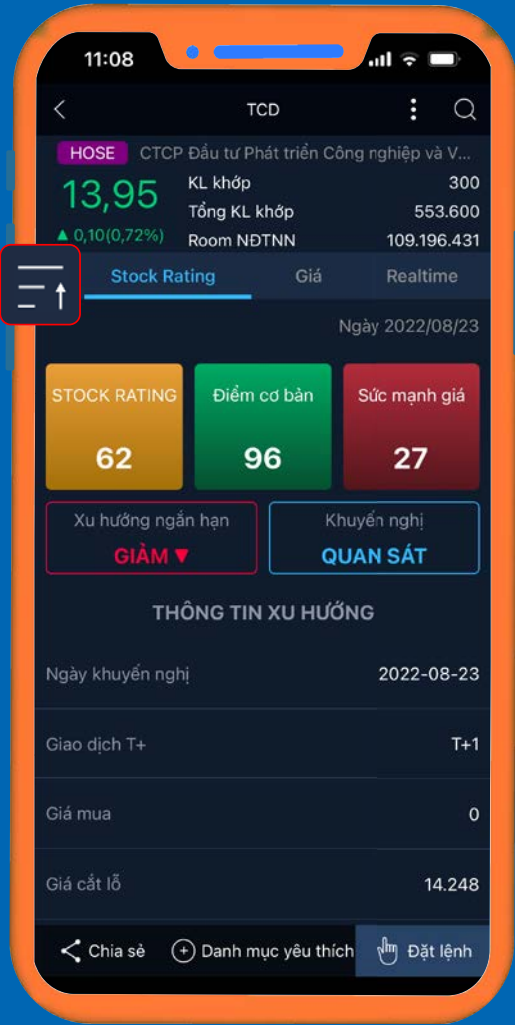 11:08
TCD
HOSE CTCP Đầu tư Phát triển Công nghiệp và V...
13,95
▲ 0,10(0,72%)
KL khớp 300
Tổng KL khớp 553.600
Room NĐTNN 109.196.431
Stock Rating Giá Realtime
Ngày 2022/08/23
STOCK RATING Điểm cơ bản Sức mạnh giá
62 96 27
Xu hướng ngắn hạn Khuyến nghị
GIẢM ▼ QUAN SÁT
THÔNG TIN XU HƯỚNG
Ngày khuyến nghị 2022-08-23
Giao dịch T+ T+1
Giá mua 0
Giá cắt lỗ 14.248
Chia sẻ Danh mục yêu thích Đặt lệnh